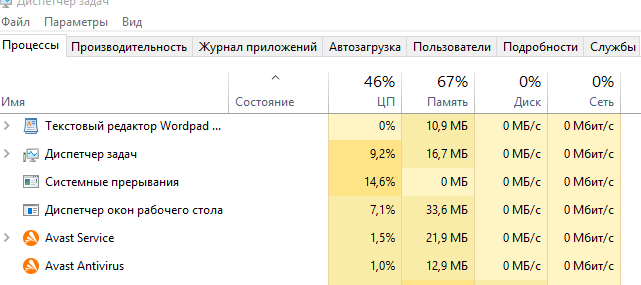 Диспетчер задач
Файл Параметры Вид
Процессы Производительность Журнал приложений Автозагрузка Пользователи Подробности Службы
46% 67% 0% 0%
Имя Состояние ЦП Память Диск Сеть
Текстовый редактор Wordpad ... 0% 10,9 МБ 0 МБ/с 0 Мбит/с
Диспетчер задач 9,2% 16,7 МБ 0 МБ/с 0 Мбит/с
Системные прерывания 14,6% 0 МБ 0 МБ/с 0 Мбит/с
Диспетчер окон рабочего стола 7,1% 33,6 МБ 0 МБ/с 0 Мбит/с
Avast Service 1,5% 21,9 МБ 0 МБ/с 0 Мбит/с
Avast Antivirus 1,0% 12,9 МБ 0 МБ/с 0 Мбит/с